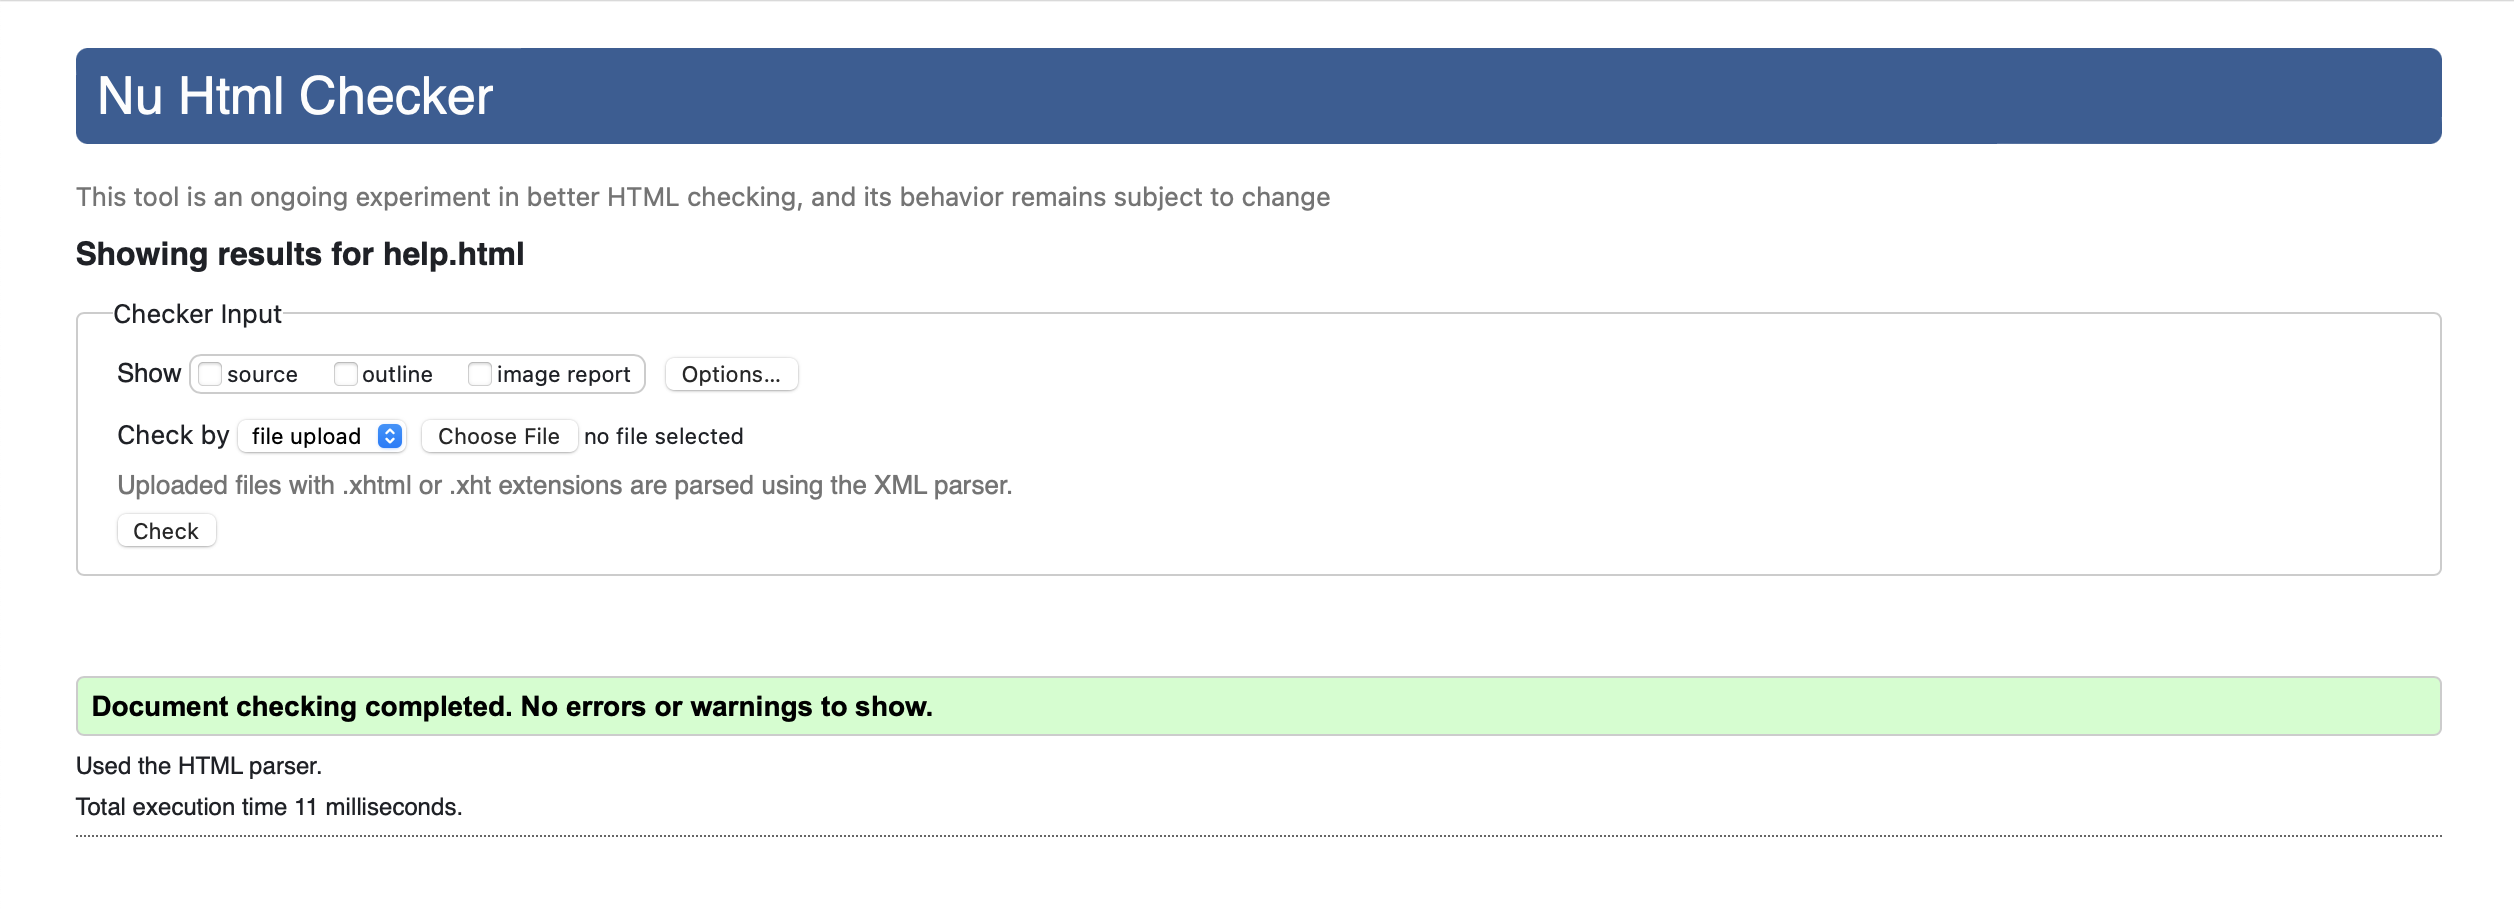 Nu Html Checker
This tool is an ongoing experiment in better HTML checking, and its behavior remains subject to change
Showing results for help.html
Checker Input
Show source outline image report Options...
Check by file upload Choose File no file selected
Uploaded files with .xhtml or .xht extensions are parsed using the XML parser.
Check
Document checking completed. No errors or warnings to show.
Used the HTML parser.
Total execution time 11 milliseconds.